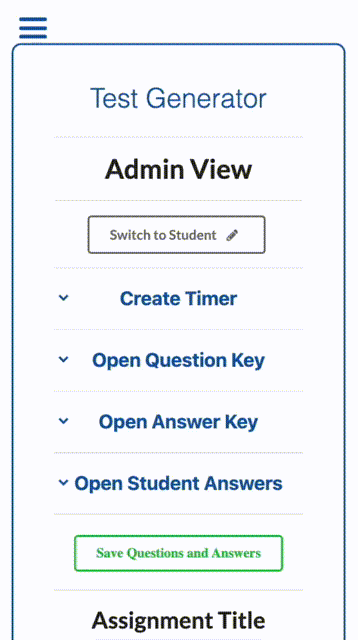 Test Generator
Admin View
Switch to Student
Create Timer
Open Question Key
Open Answer Key
Open Student Answers
Save Questions and Answers
Assignment Title